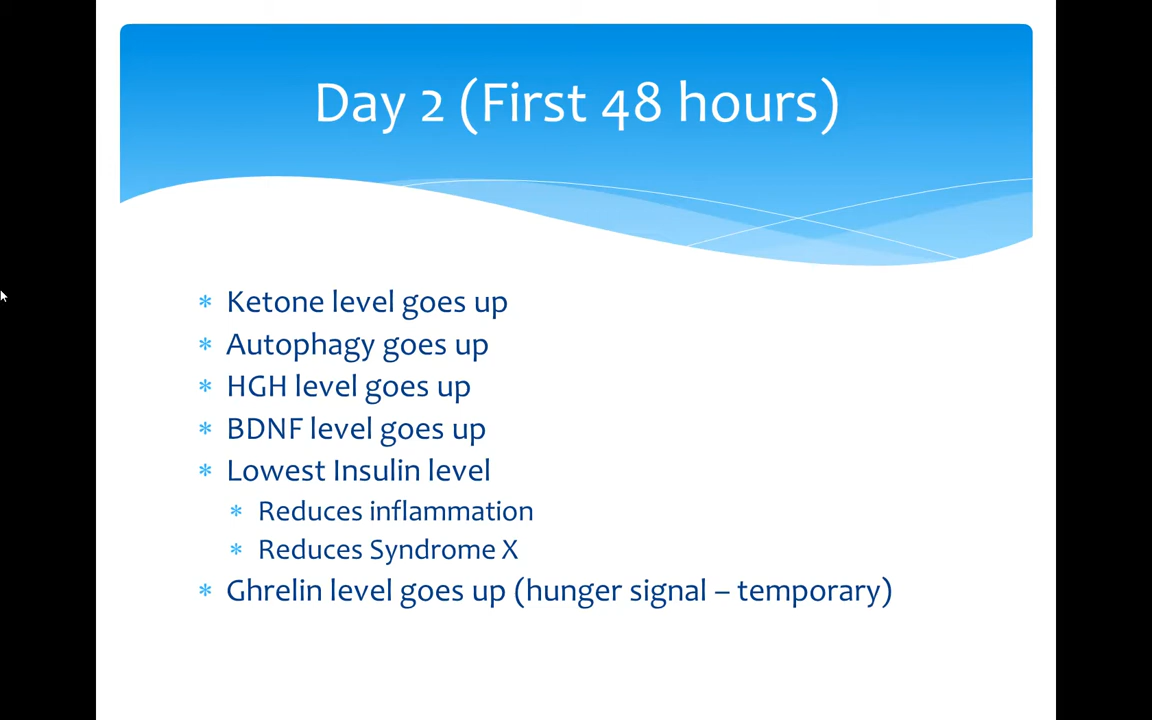 Day 2 (First 48 hours)
* Ketone level goes up
* Autophagy goes up
* HGH level goes up
* BDNF level goes up
* Lowest Insulin level
* Reduces inflammation
* Reduces Syndrome X
* Ghrelin level goes up (hunger signal – temporary)